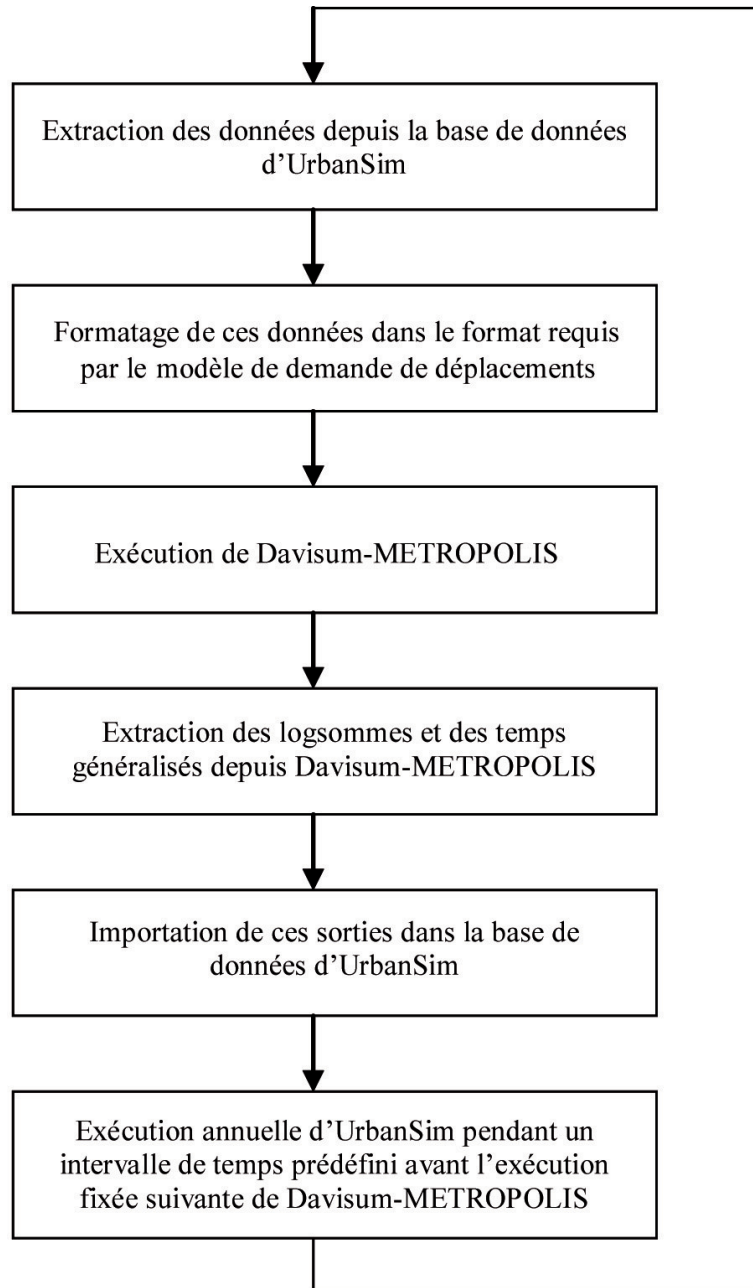 Extraction des données depuis la base de données
d’UrbanSim
Formatage de ces données dans le format requis
par le modèle de demande de déplacements
Exécution de Davisum-METROPOLIS
Extraction des logsommes et des temps
généralisés depuis Davisum-METROPOLIS
Importation de ces sorties dans la base de
données d’UrbanSim
Exécution annuelle d’UrbanSim pendant un
intervalle de temps prédéfini avant l’exécution
fixée suivante de Davisum-METROPOLIS